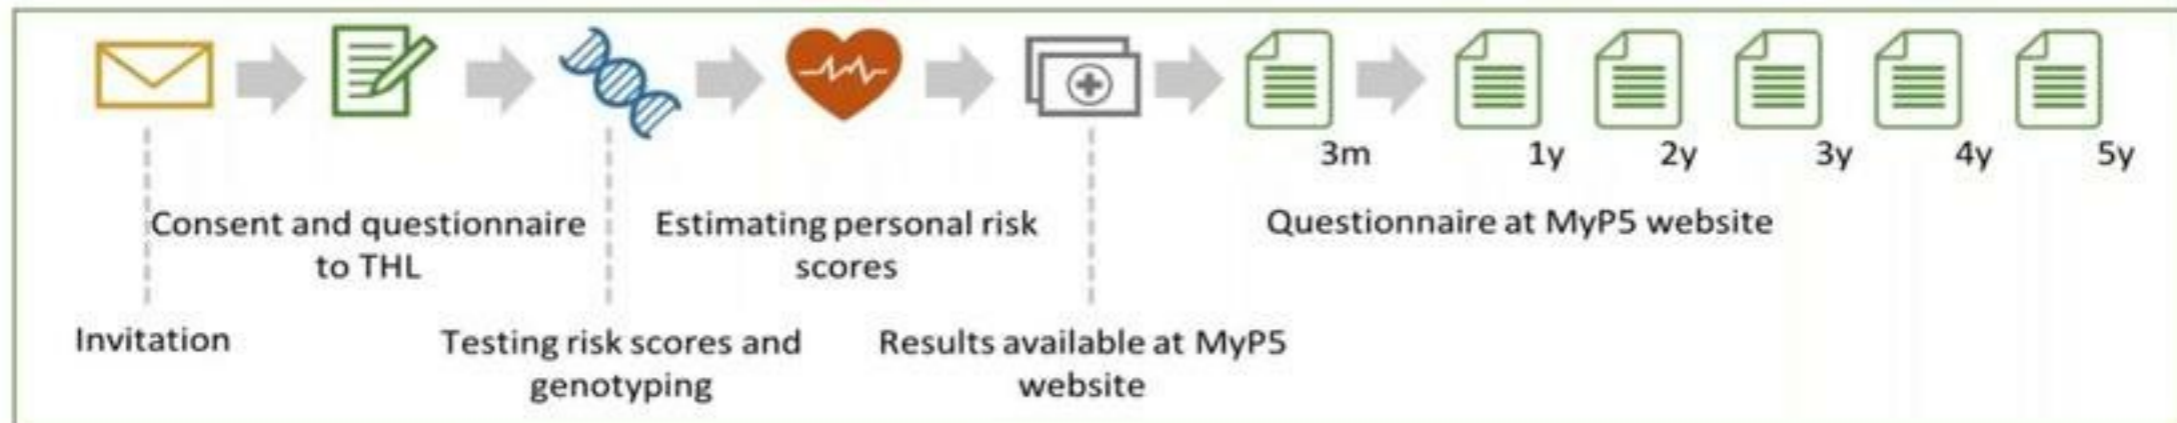 3m
1y
2y
3y
4y
5y
Consent and questionnaire
to THL
Estimating personal risk
scores
Questionnaire at MyP5 website
Invitation
Testing risk scores and
genotyping
Results available at MyP5
website